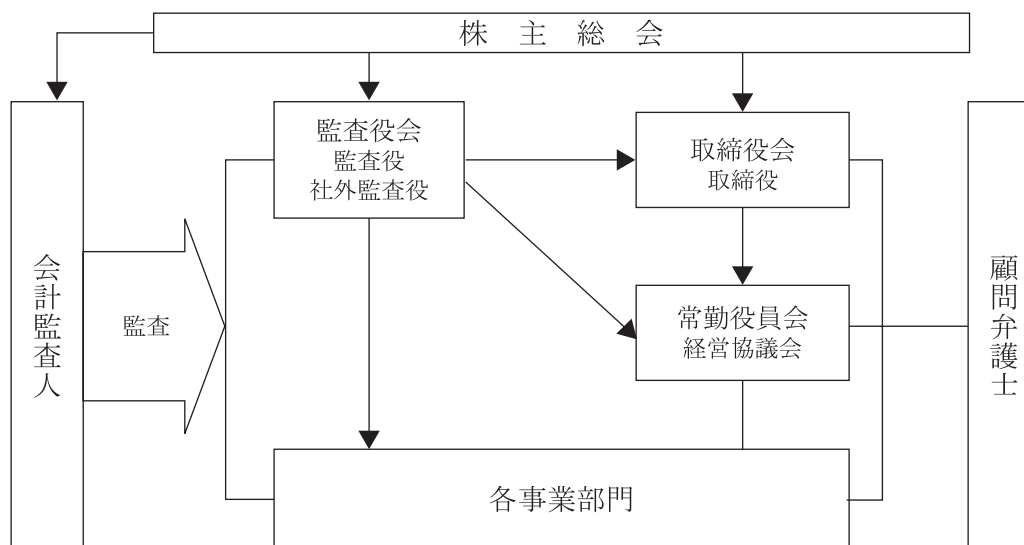 株主総会
監査役会
監査役
社外監査役
取締役会
取締役
会計監査人
監査
常勤役員会
経営協議会
顧問弁護士
各事業部門